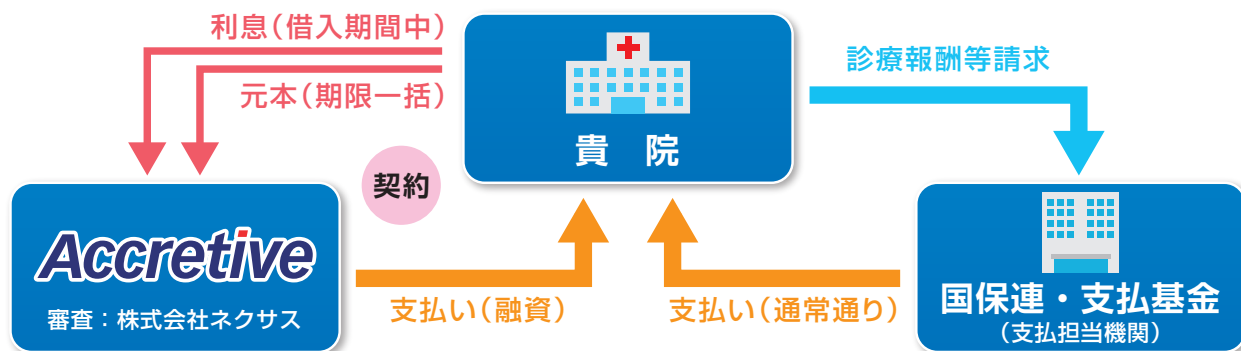 利息（借入期間中）
元本（期限一括）
診療報酬等請求
貴　院
契約
Accretive
審査：株式会社ネクサス
支払い（融資）
支払い（通常通り）
国保連・支払基金
（支払担当機関）